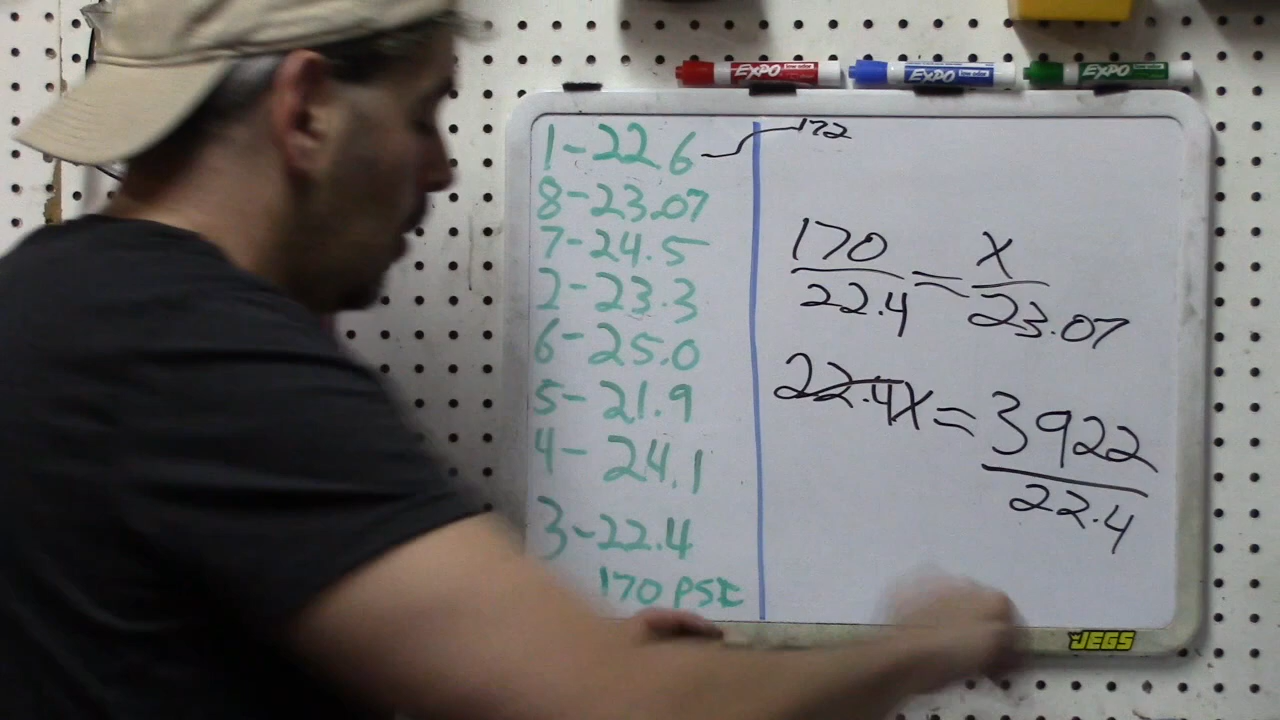 EXPO
EXPO
EXPO
1-22.6
172
8-23.07
7-24.5
2-23.3
6-25.0
5-21.9
4-24.1
3-22.4
170 PSI
170/22.4 = X/23.07
22.4X = 3922/22.4
JEGS